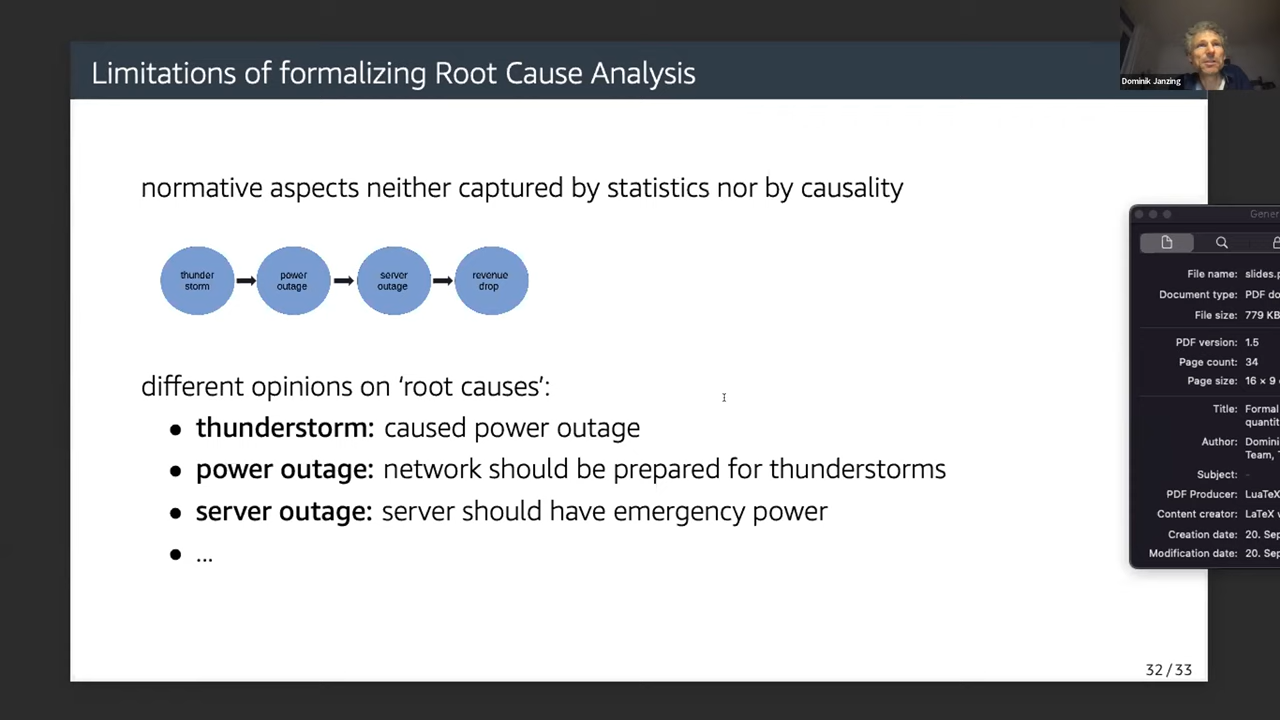 Limitations of formalizing Root Cause Analysis
Dominik Janzing
normative aspects neither captured by statistics nor by causality
thunder
storm
power
outage
server
outage
revenue
drop
different opinions on ‘root causes’:
• thunderstorm: caused power outage
• power outage: network should be prepared for thunderstorms
• server outage: server should have emergency power
• ...
32 / 33
Gener
File name: slides.p
Document type: PDF do
File size: 779 KB
PDF version: 1.5
Page count: 34
Page size: 16 × 9
Title: Formal
quantit
Author: Domini
Team, T
Subject: –
PDF Producer: LuaTeX
Content creator: LaTeX
Creation date: 20. Sep
Modification date: 20. Sep